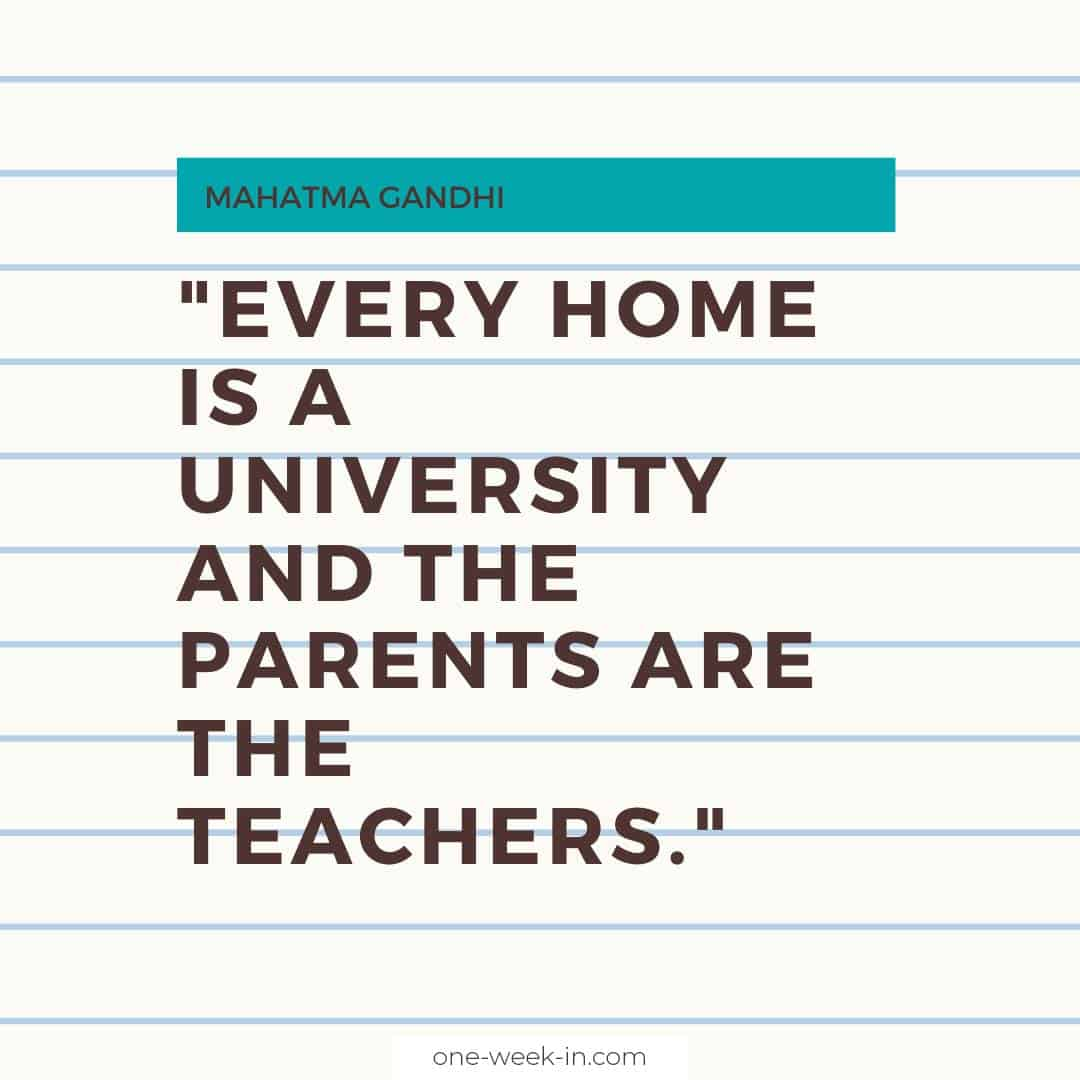 MAHATMA GANDHI
"EVERY HOME
IS A
UNIVERSITY
AND THE
PARENTS ARE
THE
TEACHERS."
one-week-in.com